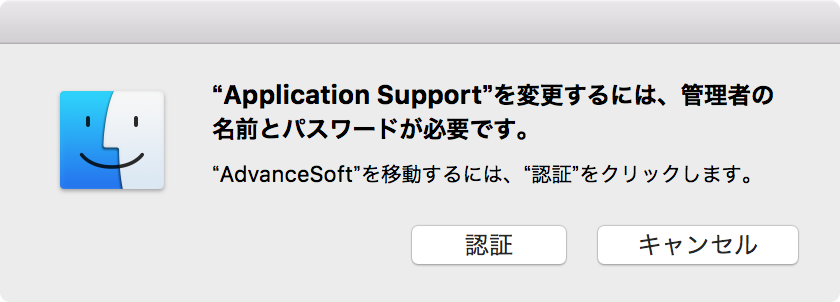 “Application Support”を変更するには、管理者の
名前とパスワードが必要です。
“AdvanceSoft”を移動するには、“認証”をクリックします。
認証
キャンセル